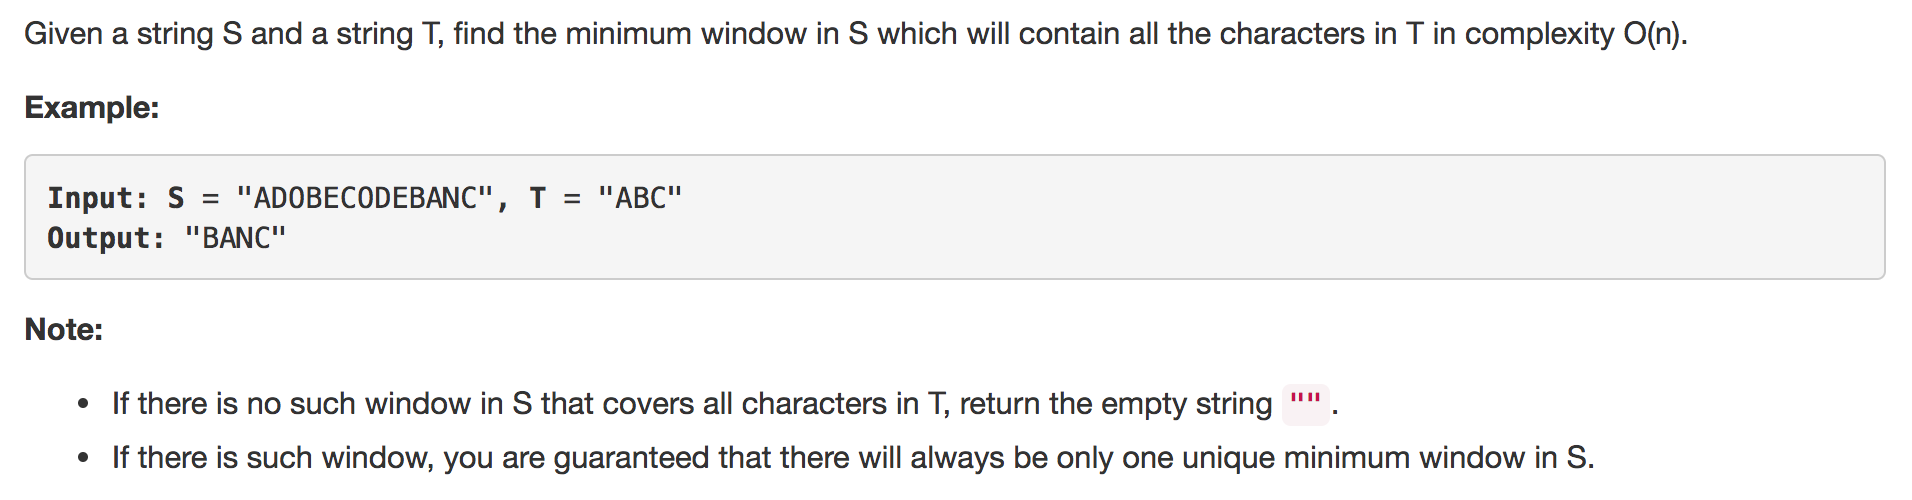 Given a string S and a string T, find the minimum window in S which will contain all the characters in T in complexity O(n).
Example:
Input: S = "ADOBECODEBANC", T = "ABC"
Output: "BANC"
Note:
• If there is no such window in S that covers all characters in T, return the empty string "".
• If there is such window, you are guaranteed that there will always be only one unique minimum window in S.